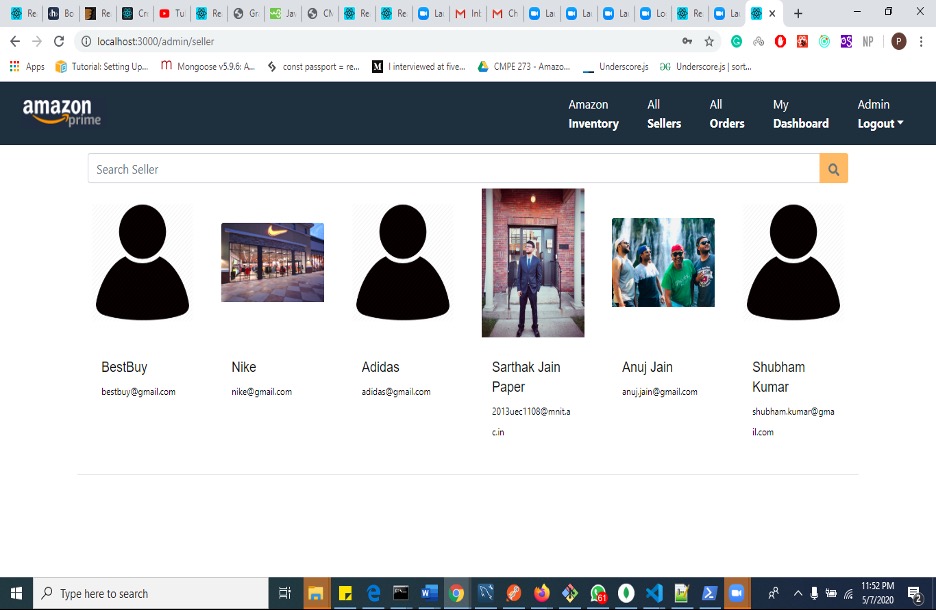 Re
Bo
Re
Cr
Tu
Re
Gr
Jav
CM
Re
Re
La
Inb
Ch
La
La
La
Lo
Re
La
localhost:3000/admin/seller
P
Apps
Tutorial: Setting Up...
Mongoose v5.9.6: A...
const passport = re...
I interviewed at five...
CMPE 273 - Amazo...
Underscore.js
Underscore.js | sort...
amazon
prime
Amazon
Inventory
All
Sellers
All
Orders
My
Dashboard
Admin
Logout
Search Seller
BestBuy
bestbuy@gmail.com
Nike
nike@gmail.com
Adidas
adidas@gmail.com
Sarthak Jain
Paper
2013uec1108@mnit.a
c.in
Anuj Jain
anuj.jain@gmail.com
Shubham
Kumar
shubham.kumar@gma
il.com
Type here to search
61
11:52 PM
5/7/2020
2